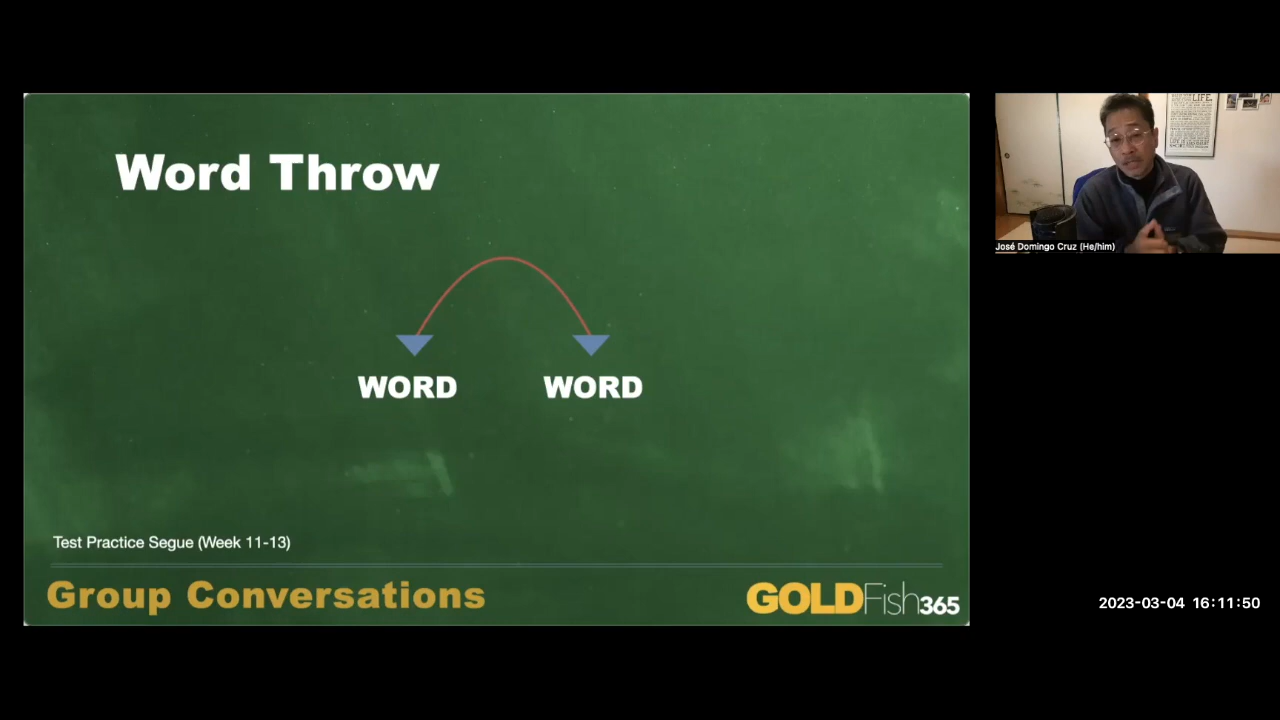 Word Throw
WORD WORD
Test Practice Segue (Week 11-13)
Group Conversations
GOLDFish365
LIFE.
José Domingo Cruz (He/him)
2023-03-04 16:11:50